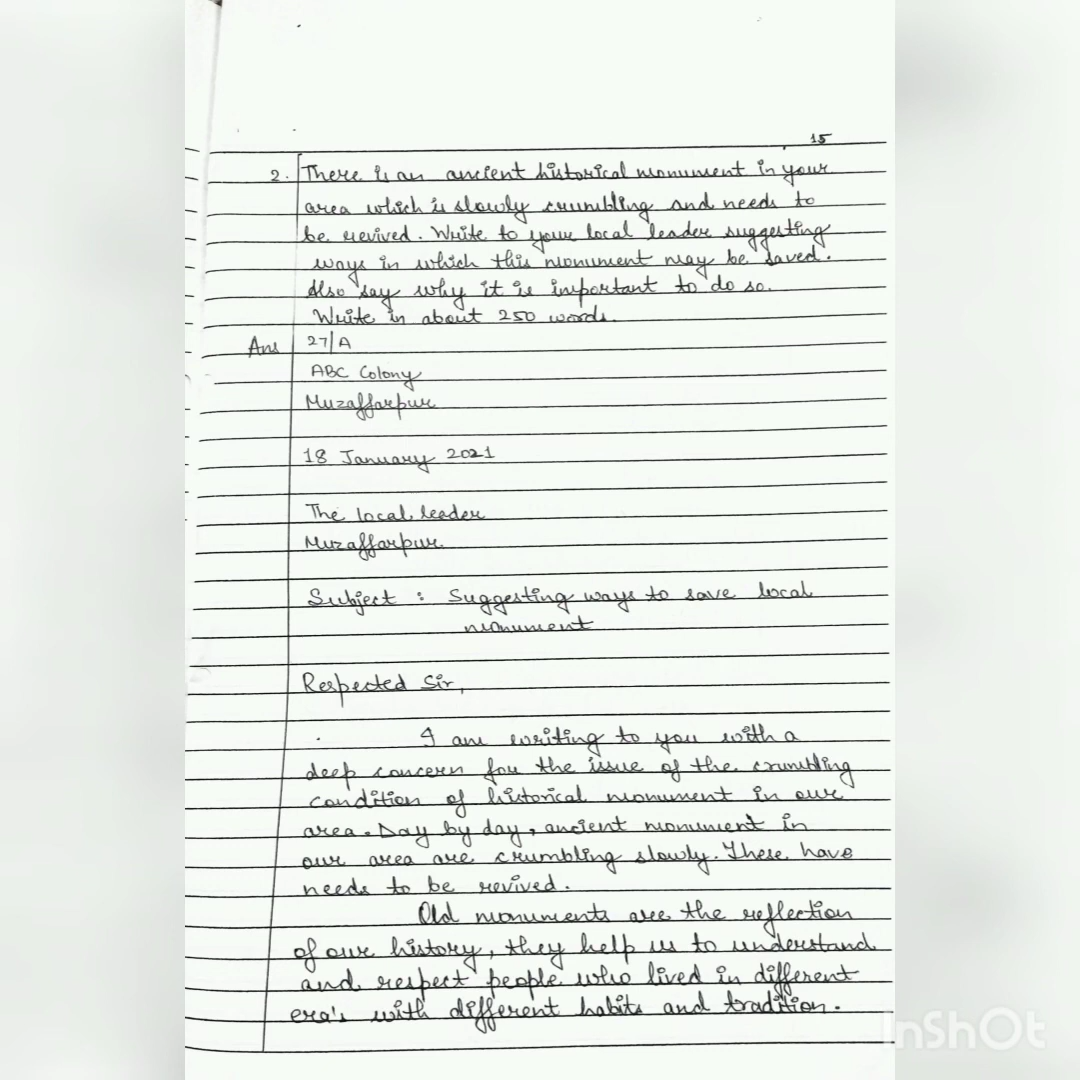 15
2. There is an ancient historical monument in your
area which is slowly crumbling and needs to
be revived. Write to your local leader suggesting
ways in which this monument may be saved.
Also say why it is important to do so.
Write in about 250 words.
Ans 27/A
ABC Colony
Muzaffarpur
18 January 2021
The local leader
Muzaffarpur.
Subject : Suggesting ways to save local
monument
Respected Sir,
I am writing to you with a
deep concern for the issue of the crumbling
condition of historical monument in our
area. Day by day, ancient monument in
our area are crumbling slowly. These have
needs to be revived.
Old monuments are the reflection
of our history, they help us to understand
and respect people who lived in different
era's with different habits and tradition.
InShOt